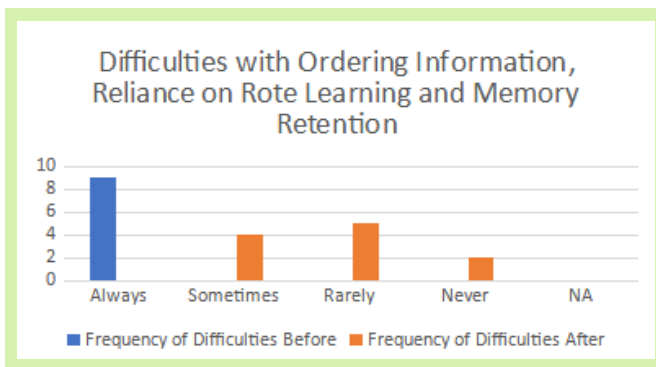 Difficulties with Ordering Information,
Reliance on Rote Learning and Memory
Retention
10
8
6
4
2
0
Always Sometimes Rarely Never NA
Frequency of Difficulties Before Frequency of Difficulties After